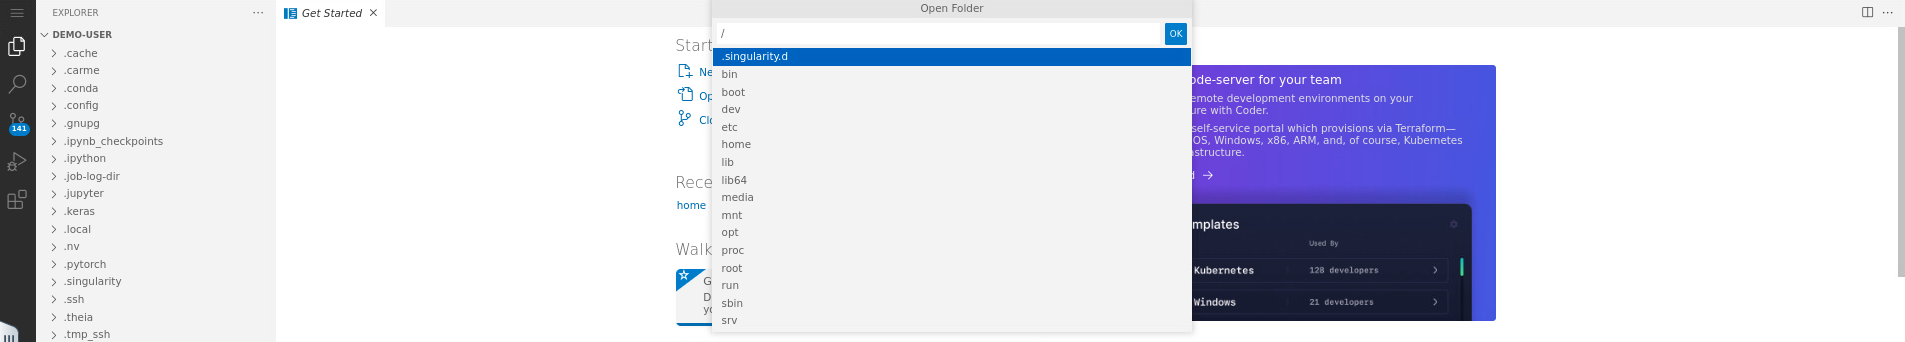 EXPLORER
DEMO-USER
.cache
.carme
.conda
.config
.gnupg
.ipynb_checkpoints
.ipython
.job-log-dir
.jupyter
.keras
.local
.nv
.pytorch
.singularity
.ssh
.theia
.tmp_ssh
141
Get Started
Open Folder
/
OK
.singularity.d
bin
boot
dev
etc
home
lib
lib64
media
mnt
opt
proc
root
run
sbin
srv
Start
Ne
Op
Clo
Rece
home
Walk
G
D
yo
ode-server for your team
emote development environments on your
ure with Coder.
self-service portal which provisions via Terraform—
OS, Windows, x86, ARM, and, of course, Kubernetes
astructure.
d
mplates
Used By
Kubernetes 128 developers
Windows 21 developers